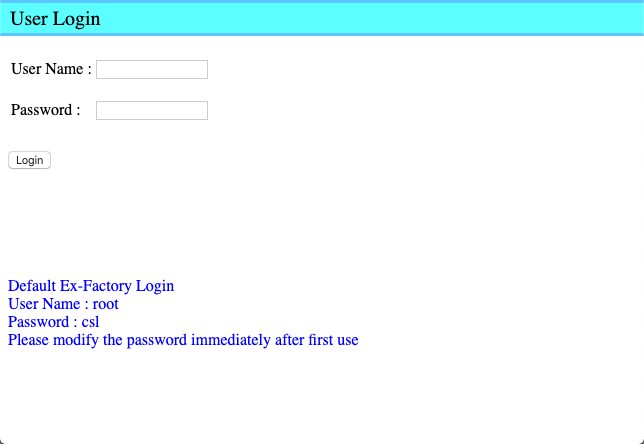 User Login
User Name :
Password :
Login
Default Ex-Factory Login
User Name : root
Password : csl
Please modify the password immediately after first use